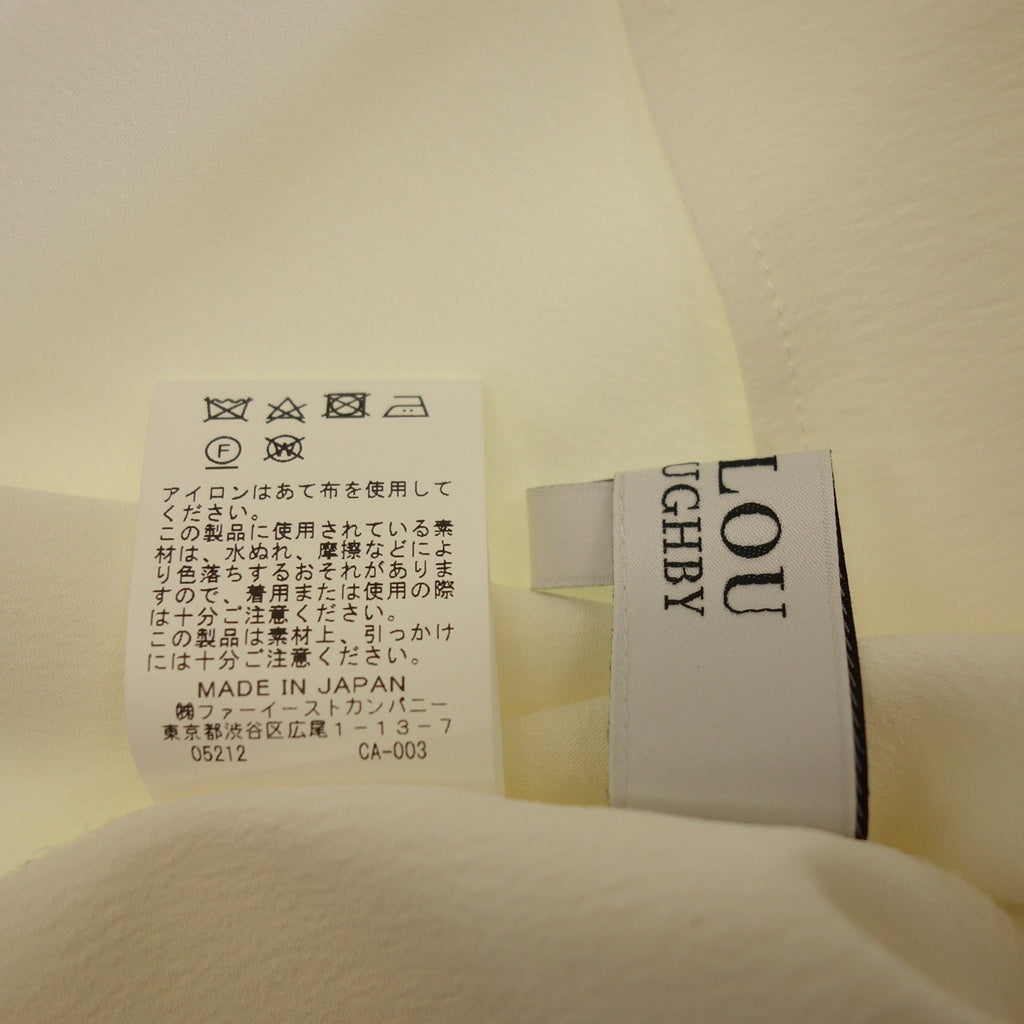 アイロンはあて布を使用して
ください。
この製品に使用されている素
材は、水ぬれ、摩擦などによ
り色落ちするおそれがありま
すので、着用または使用の際
は十分ご注意ください。
この製品は素材上、引っかけ
には十分ご注意ください。
MADE IN JAPAN
㈱ファーイーストカンパニー
東京都渋谷区広尾1-13-7
05212 CA-003
LOU
UGHBY